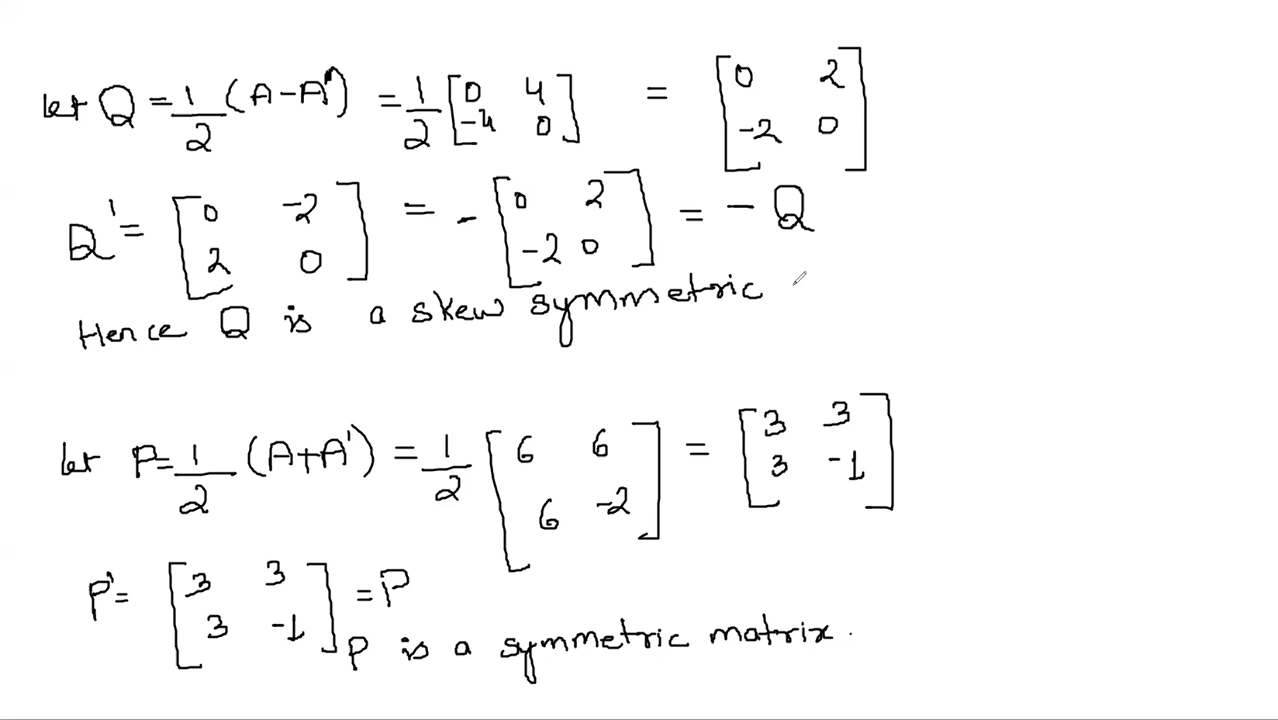 let Q = 1/2 (A - A') = 1/2 [0 4; -4 0] = [0 2; -2 0]
Q' = [0 -2; 2 0] = - [0 2; -2 0] = - Q
Hence Q is a skew symmetric
let P = 1/2 (A + A') = 1/2 [6 6; 6 -2] = [3 3; 3 -1]
P' = [3 3; 3 -1] = P
P is a symmetric matrix.